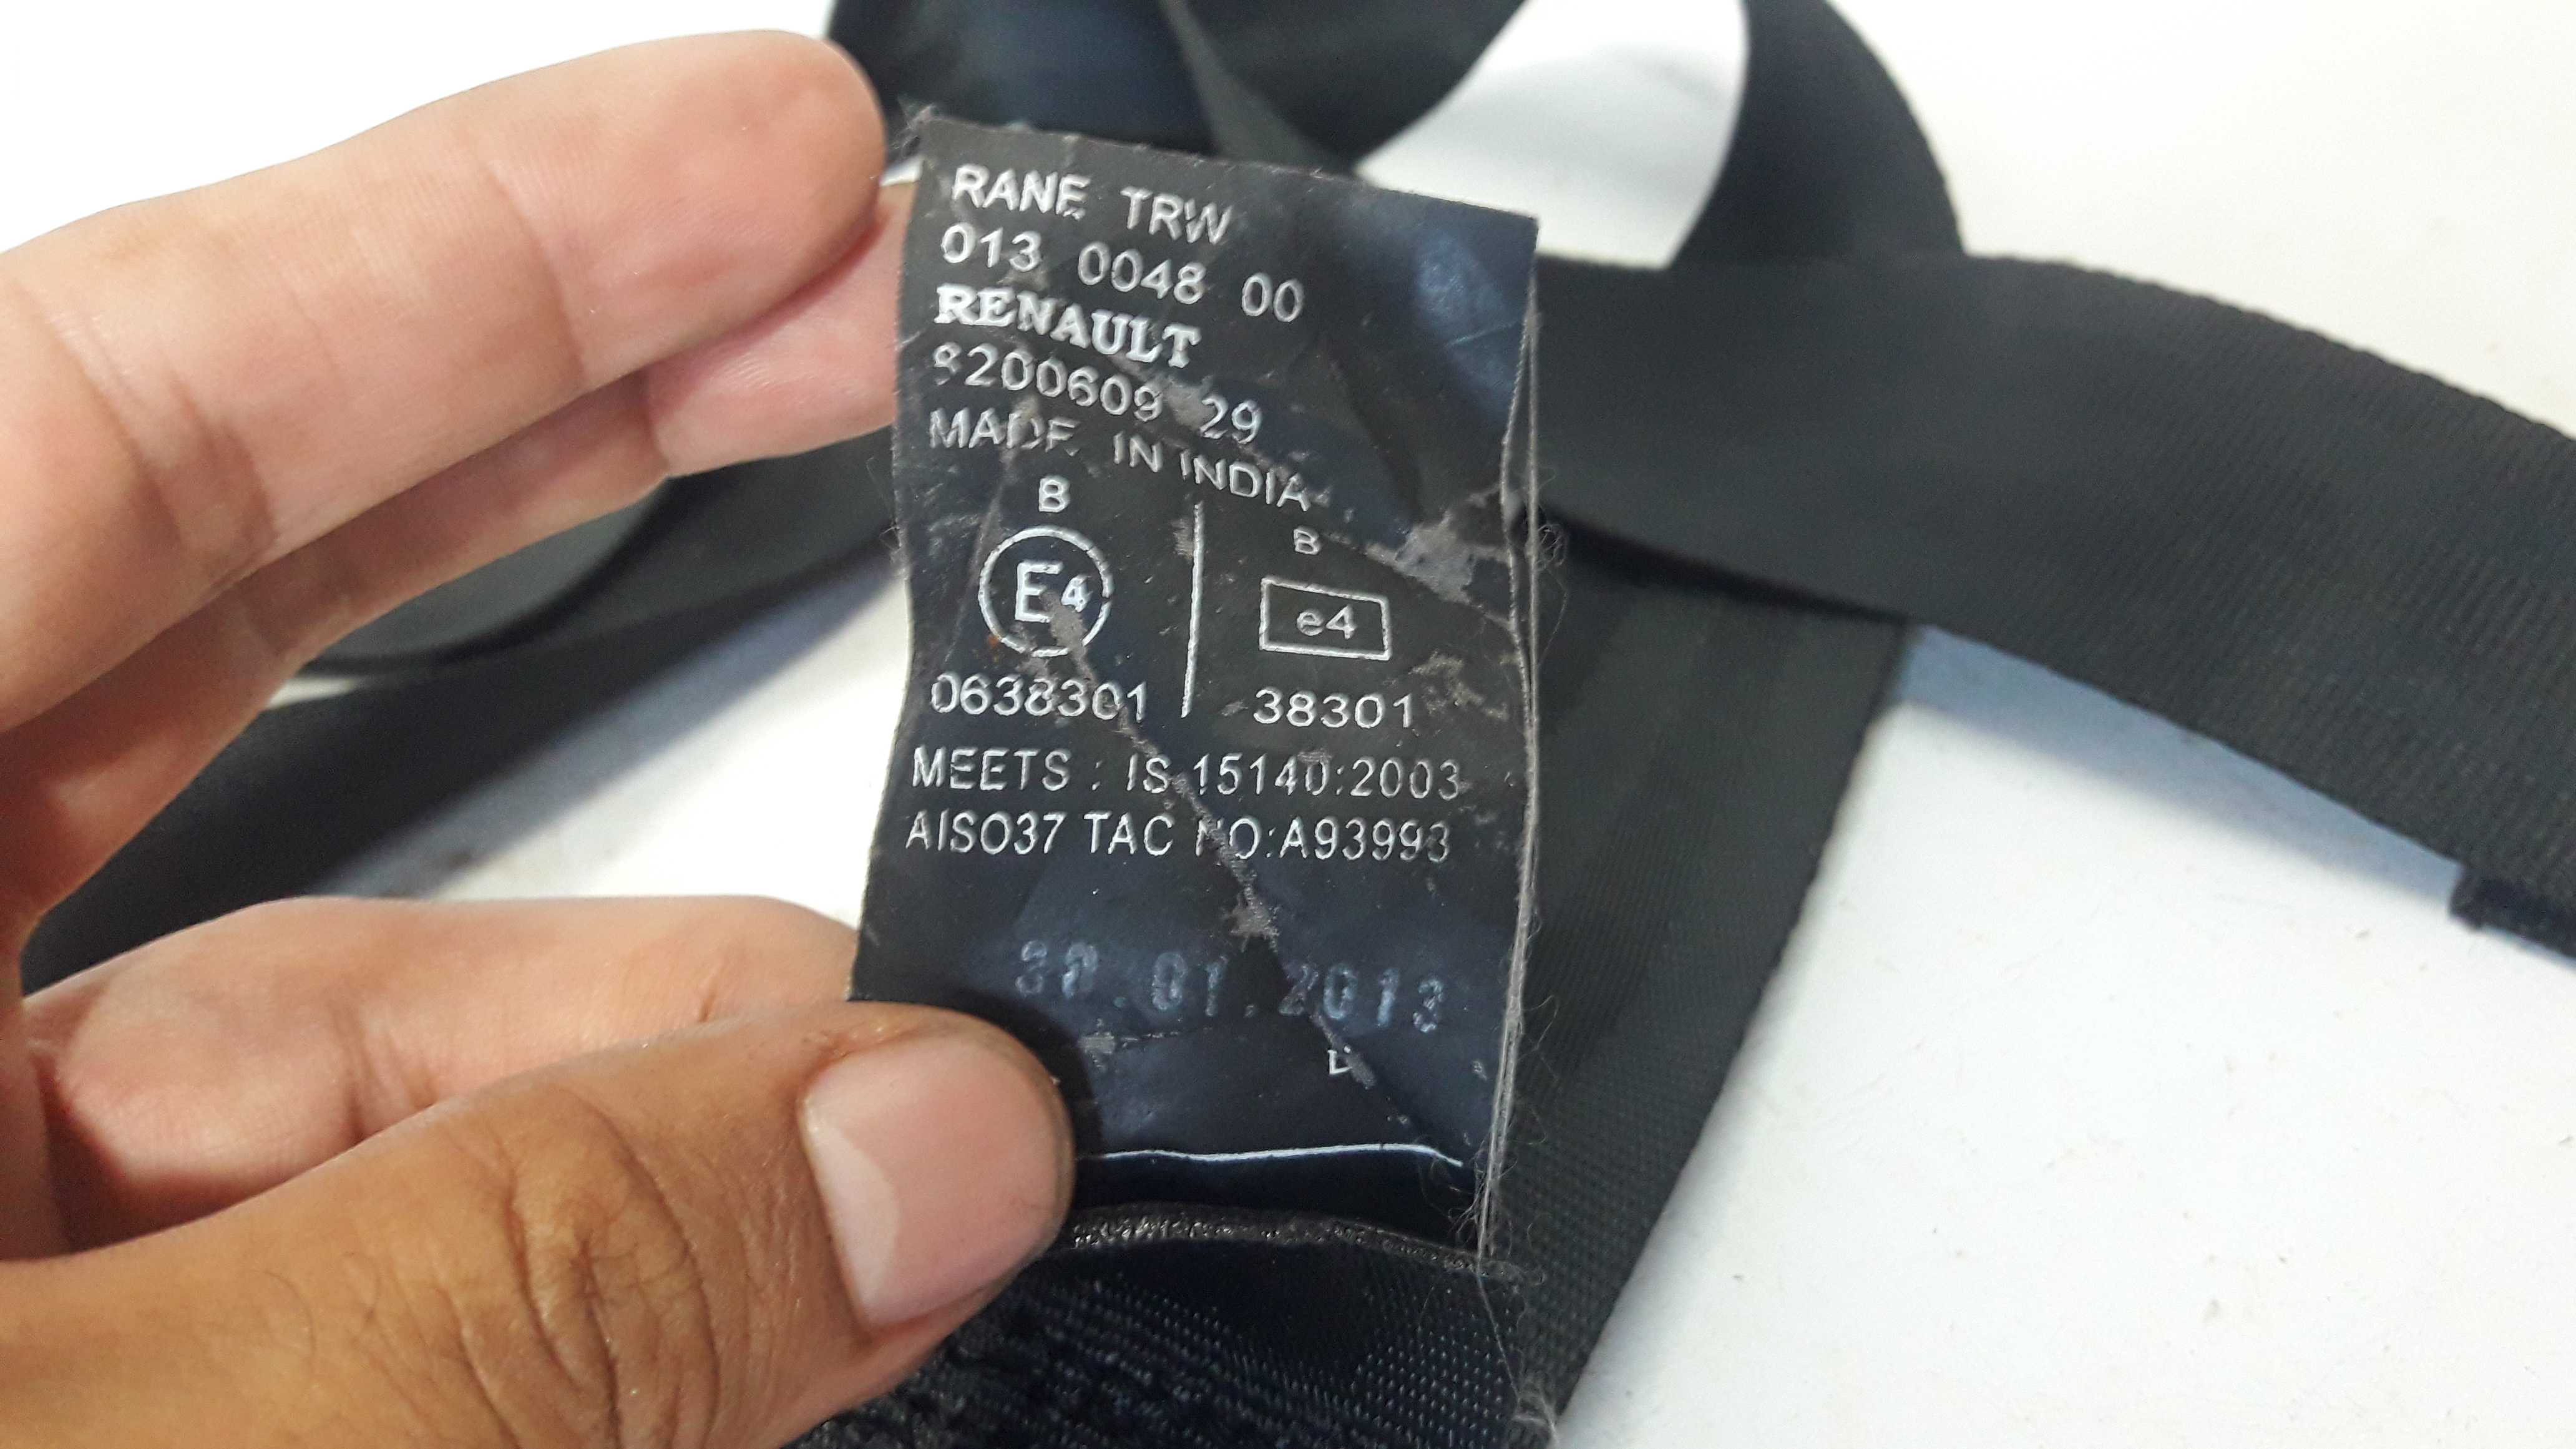 RANE TRW
013 0048 00
RENAULT
8200609 29
MADE IN INDIA
B
B
E4
e4
0638301
38301
MEETS : IS 15140:2003
AISO37 TAC NO:A93993
30.01.2013